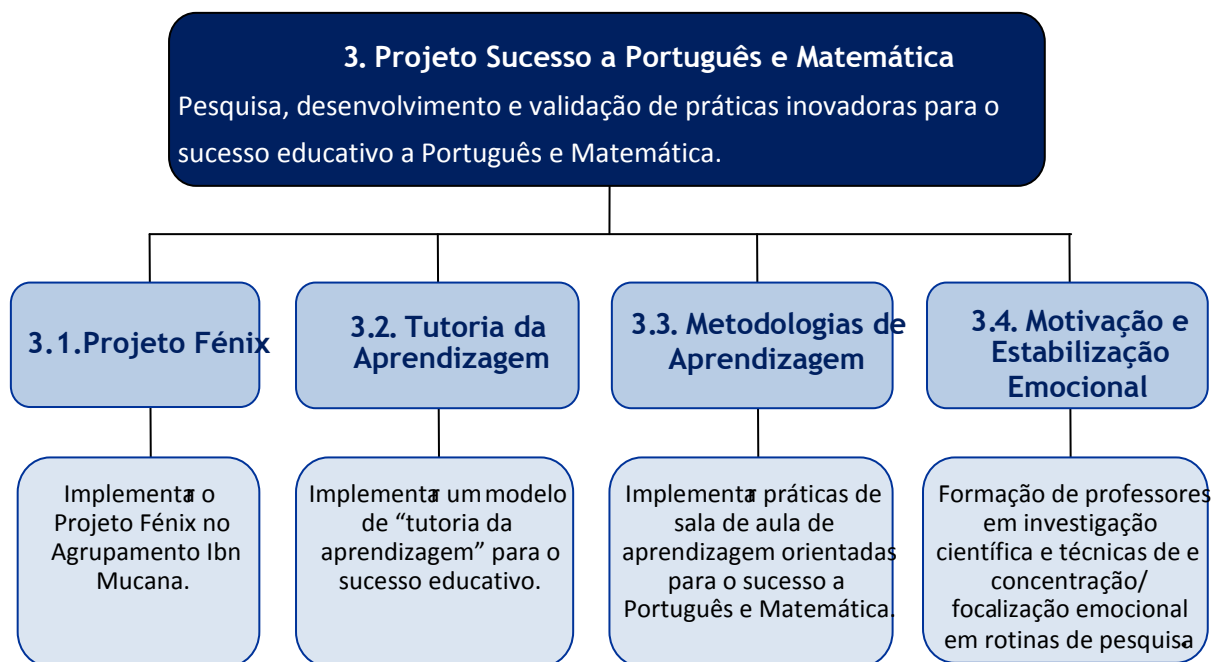 3. Projeto Sucesso a Português e Matemática
Pesquisa, desenvolvimento e validação de práticas inovadoras para o
sucesso educativo a Português e Matemática.
3.1.Projeto Fénix
3.2. Tutoria da
Aprendizagem
3.3. Metodologias de
Aprendizagem
3.4. Motivação e
Estabilização
Emocional
Implementar o
Projeto Fénix no
Agrupamento Ibn
Mucana.
Implementar um modelo
de “tutoria da
aprendizagem” para o
sucesso educativo.
Implementar práticas de
sala de aula de
aprendizagem orientadas
para o sucesso a
Português e Matemática.
Formação de professores
em investigação
científica e técnicas de e
concentração/
focalização emocional
em rotinas de pesquisa.